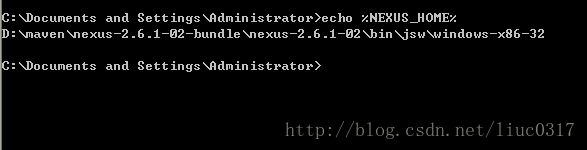 C:\Documents and Settings\Administrator>echo %NEXUS_HOME%
D:\maven\nexus-2.6.1-02-bundle\nexus-2.6.1-02\bin\jsw\windows-x86-32
C:\Documents and Settings\Administrator>
http://blog.csdn.net/liuc0317